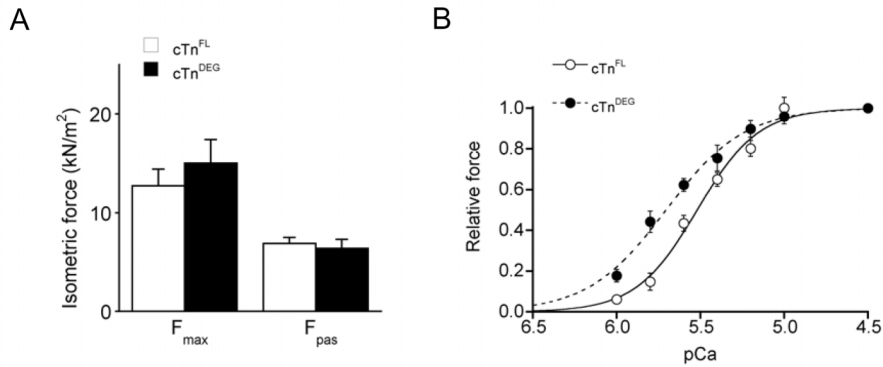 A
cTn^FL
cTn^DEG
Isometric force (kN/m²)
20
10
0
F_max
F_pas
B
cTn^FL
cTn^DEG
Relative force
1.0
0.8
0.6
0.4
0.2
0.0
6.5 6.0 5.5 5.0 4.5
pCa